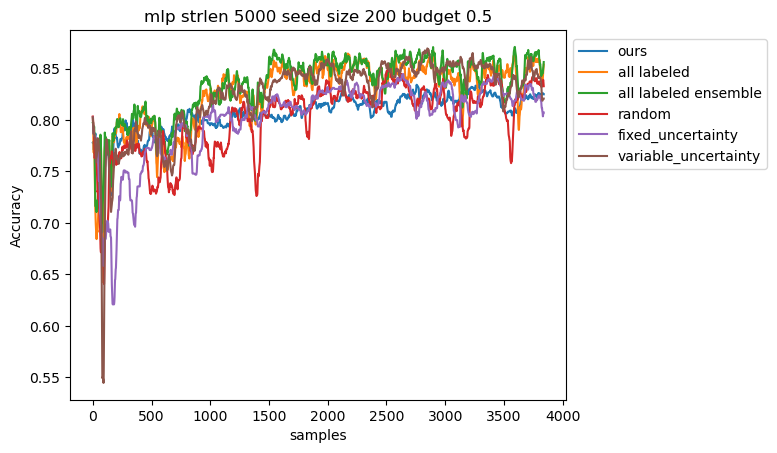 mlp strlen 5000 seed size 200 budget 0.5
ours
all labeled
all labeled ensemble
random
fixed_uncertainty
variable_uncertainty
Accuracy
0.85
0.80
0.75
0.70
0.65
0.60
0.55
0 500 1000 1500 2000 2500 3000 3500 4000
samples